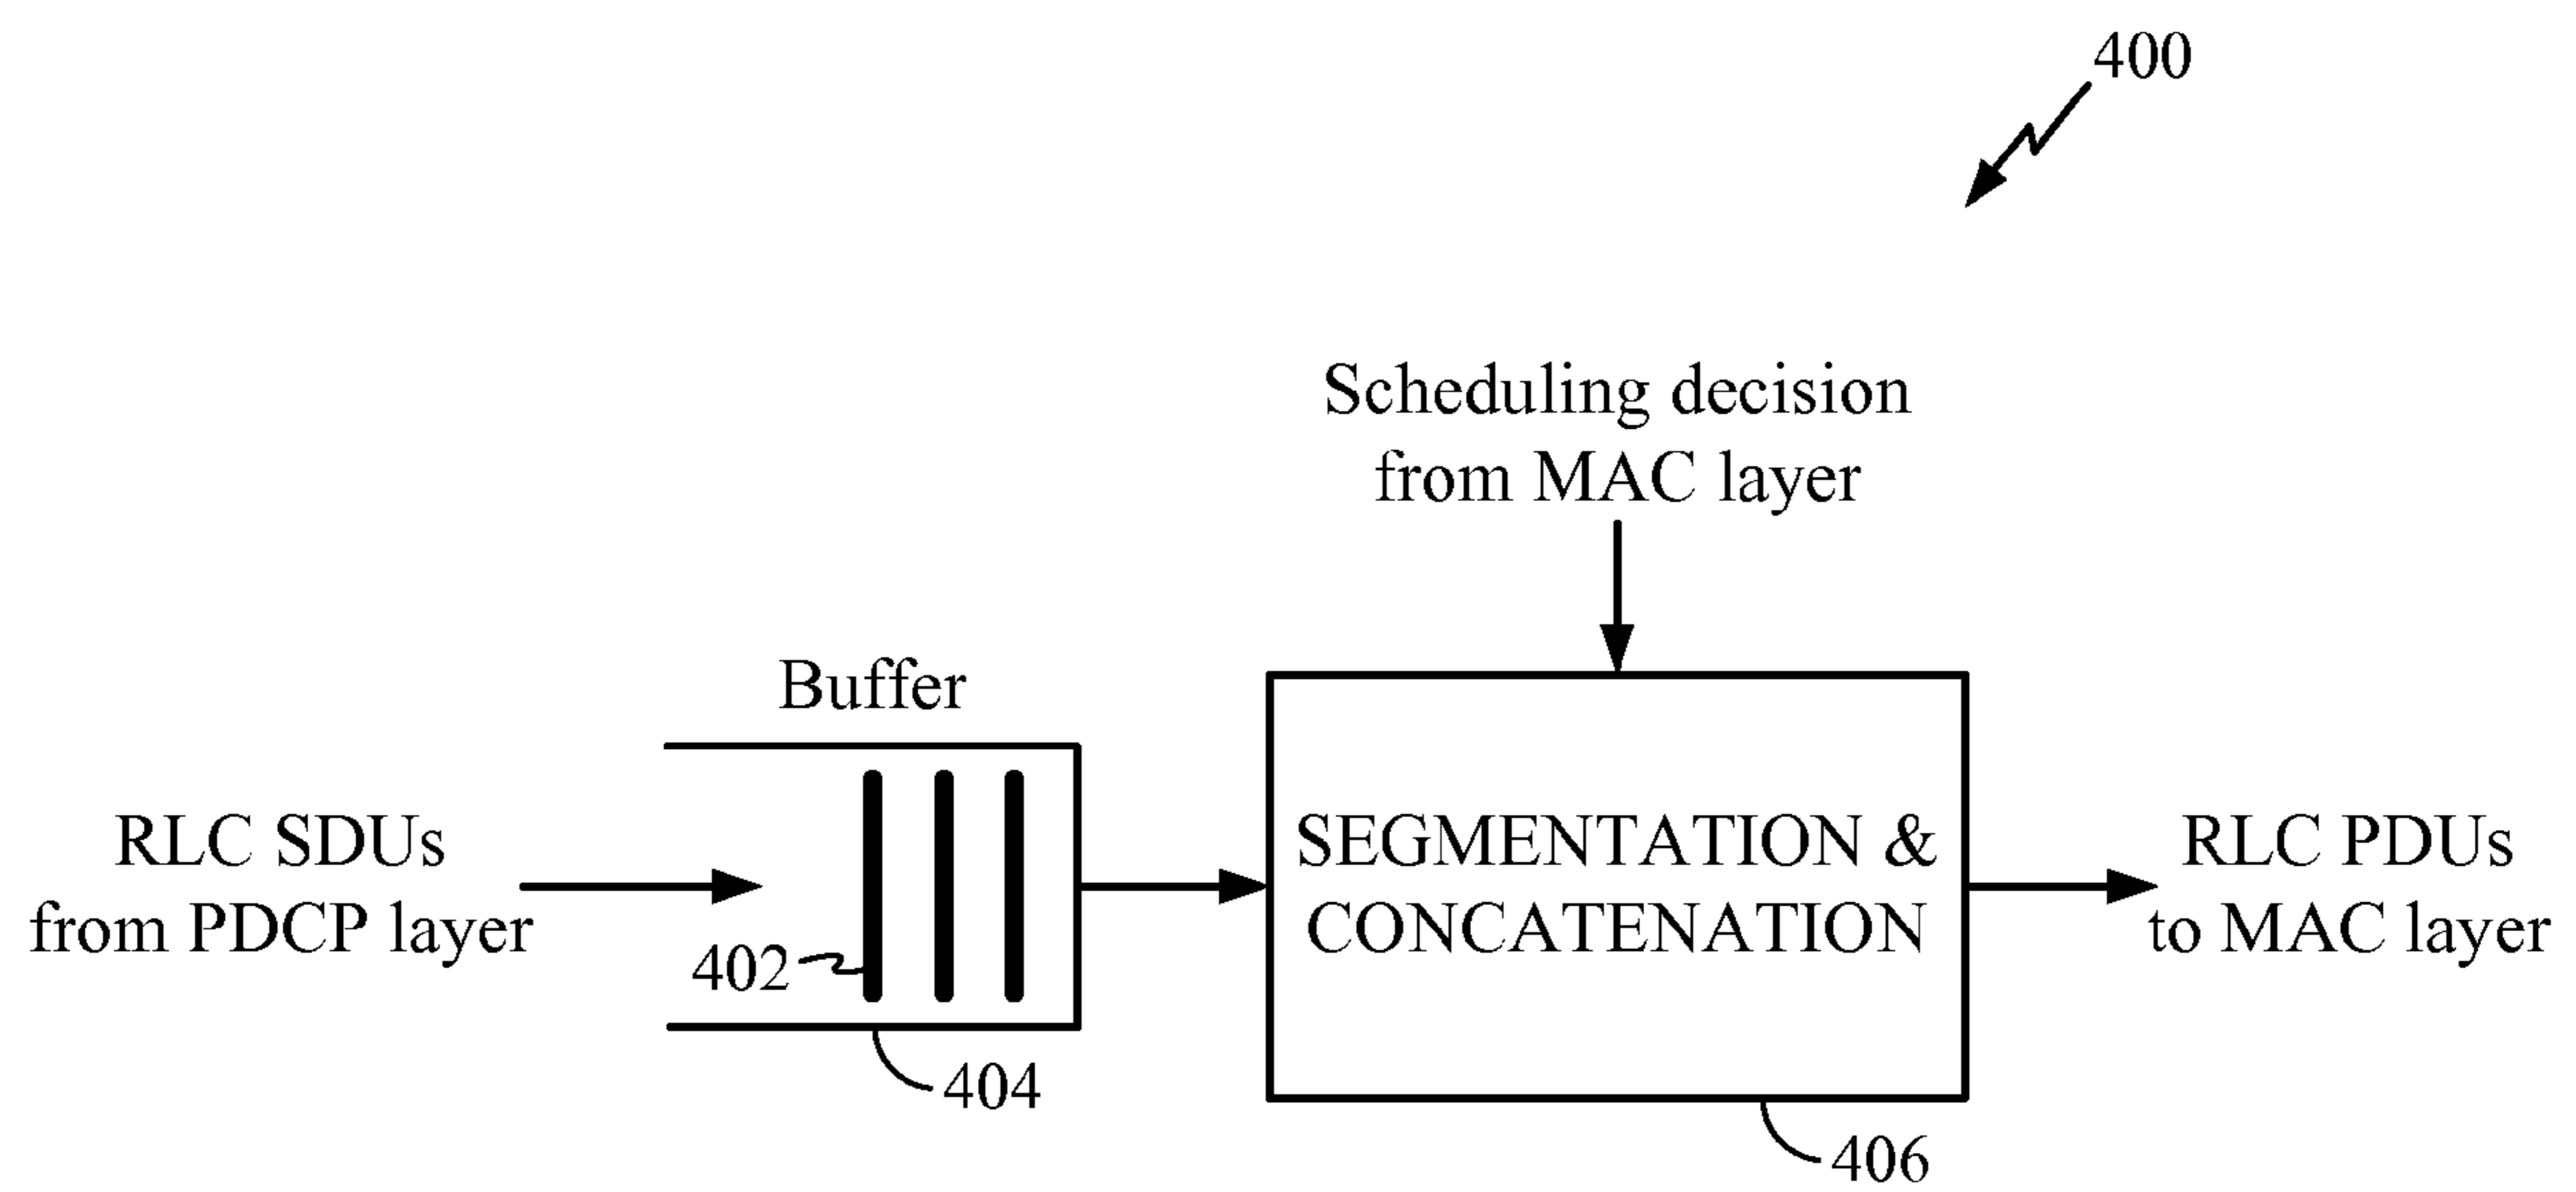 400
Scheduling decision
from MAC layer
Buffer
RLC SDUs
from PDCP layer
402
404
SEGMENTATION &
CONCATENATION
406
RLC PDUs
to MAC layer